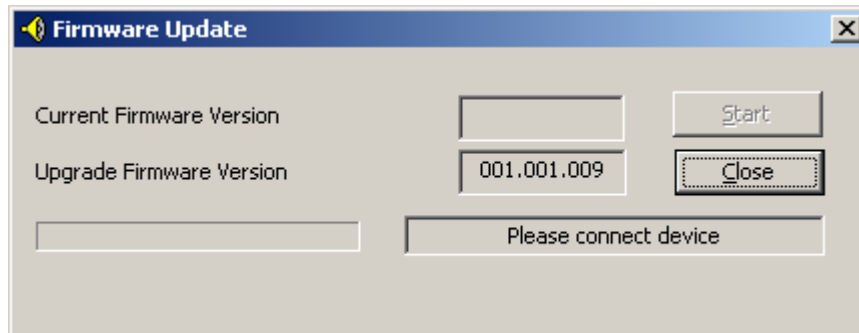 Firmware Update
Current Firmware Version
Start
Upgrade Firmware Version
001.001.009
Close
Please connect device